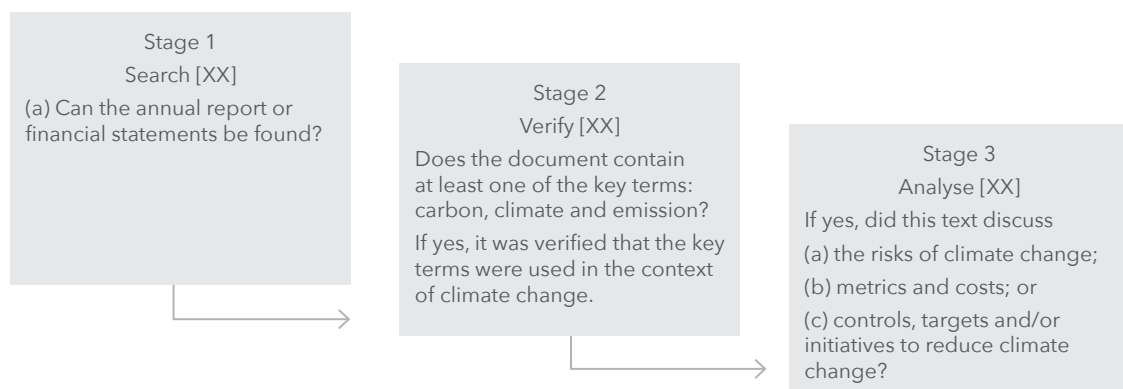 Stage 1
Search [XX]
(a) Can the annual report or
financial statements be found?
Stage 2
Verify [XX]
Does the document contain
at least one of the key terms:
carbon, climate and emission?
If yes, it was verified that the key
terms were used in the context
of climate change.
Stage 3
Analyse [XX]
If yes, did this text discuss
(a) the risks of climate change;
(b) metrics and costs; or
(c) controls, targets and/or
initiatives to reduce climate
change?